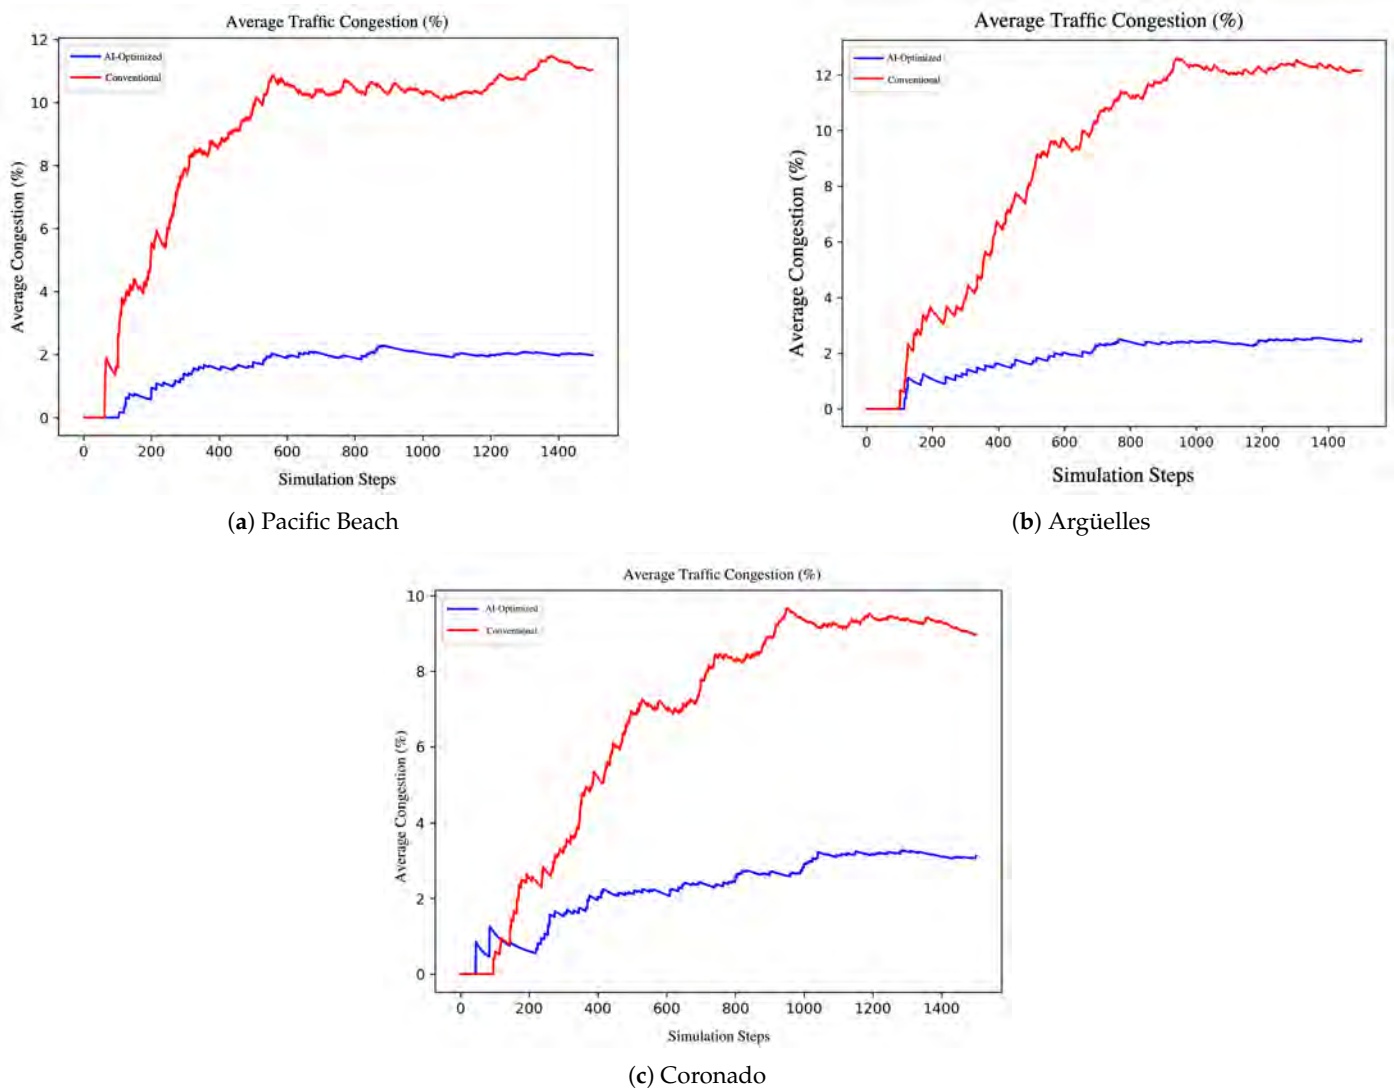 Average Traffic Congestion (%)
AI-Optimized
Conventional
Average Congestion (%)
12
10
8
6
4
2
0
0 200 400 600 800 1000 1200 1400
Simulation Steps
(a) Pacific Beach
Average Traffic Congestion (%)
AI-Optimized
Conventional
Average Congestion (%)
12
10
8
6
4
2
0
0 200 400 600 800 1000 1200 1400
Simulation Steps
(b) Argüelles
Average Traffic Congestion (%)
AI-Optimized
Conventional
Average Congestion (%)
10
8
6
4
2
0
0 200 400 600 800 1000 1200 1400
Simulation Steps
(c) Coronado